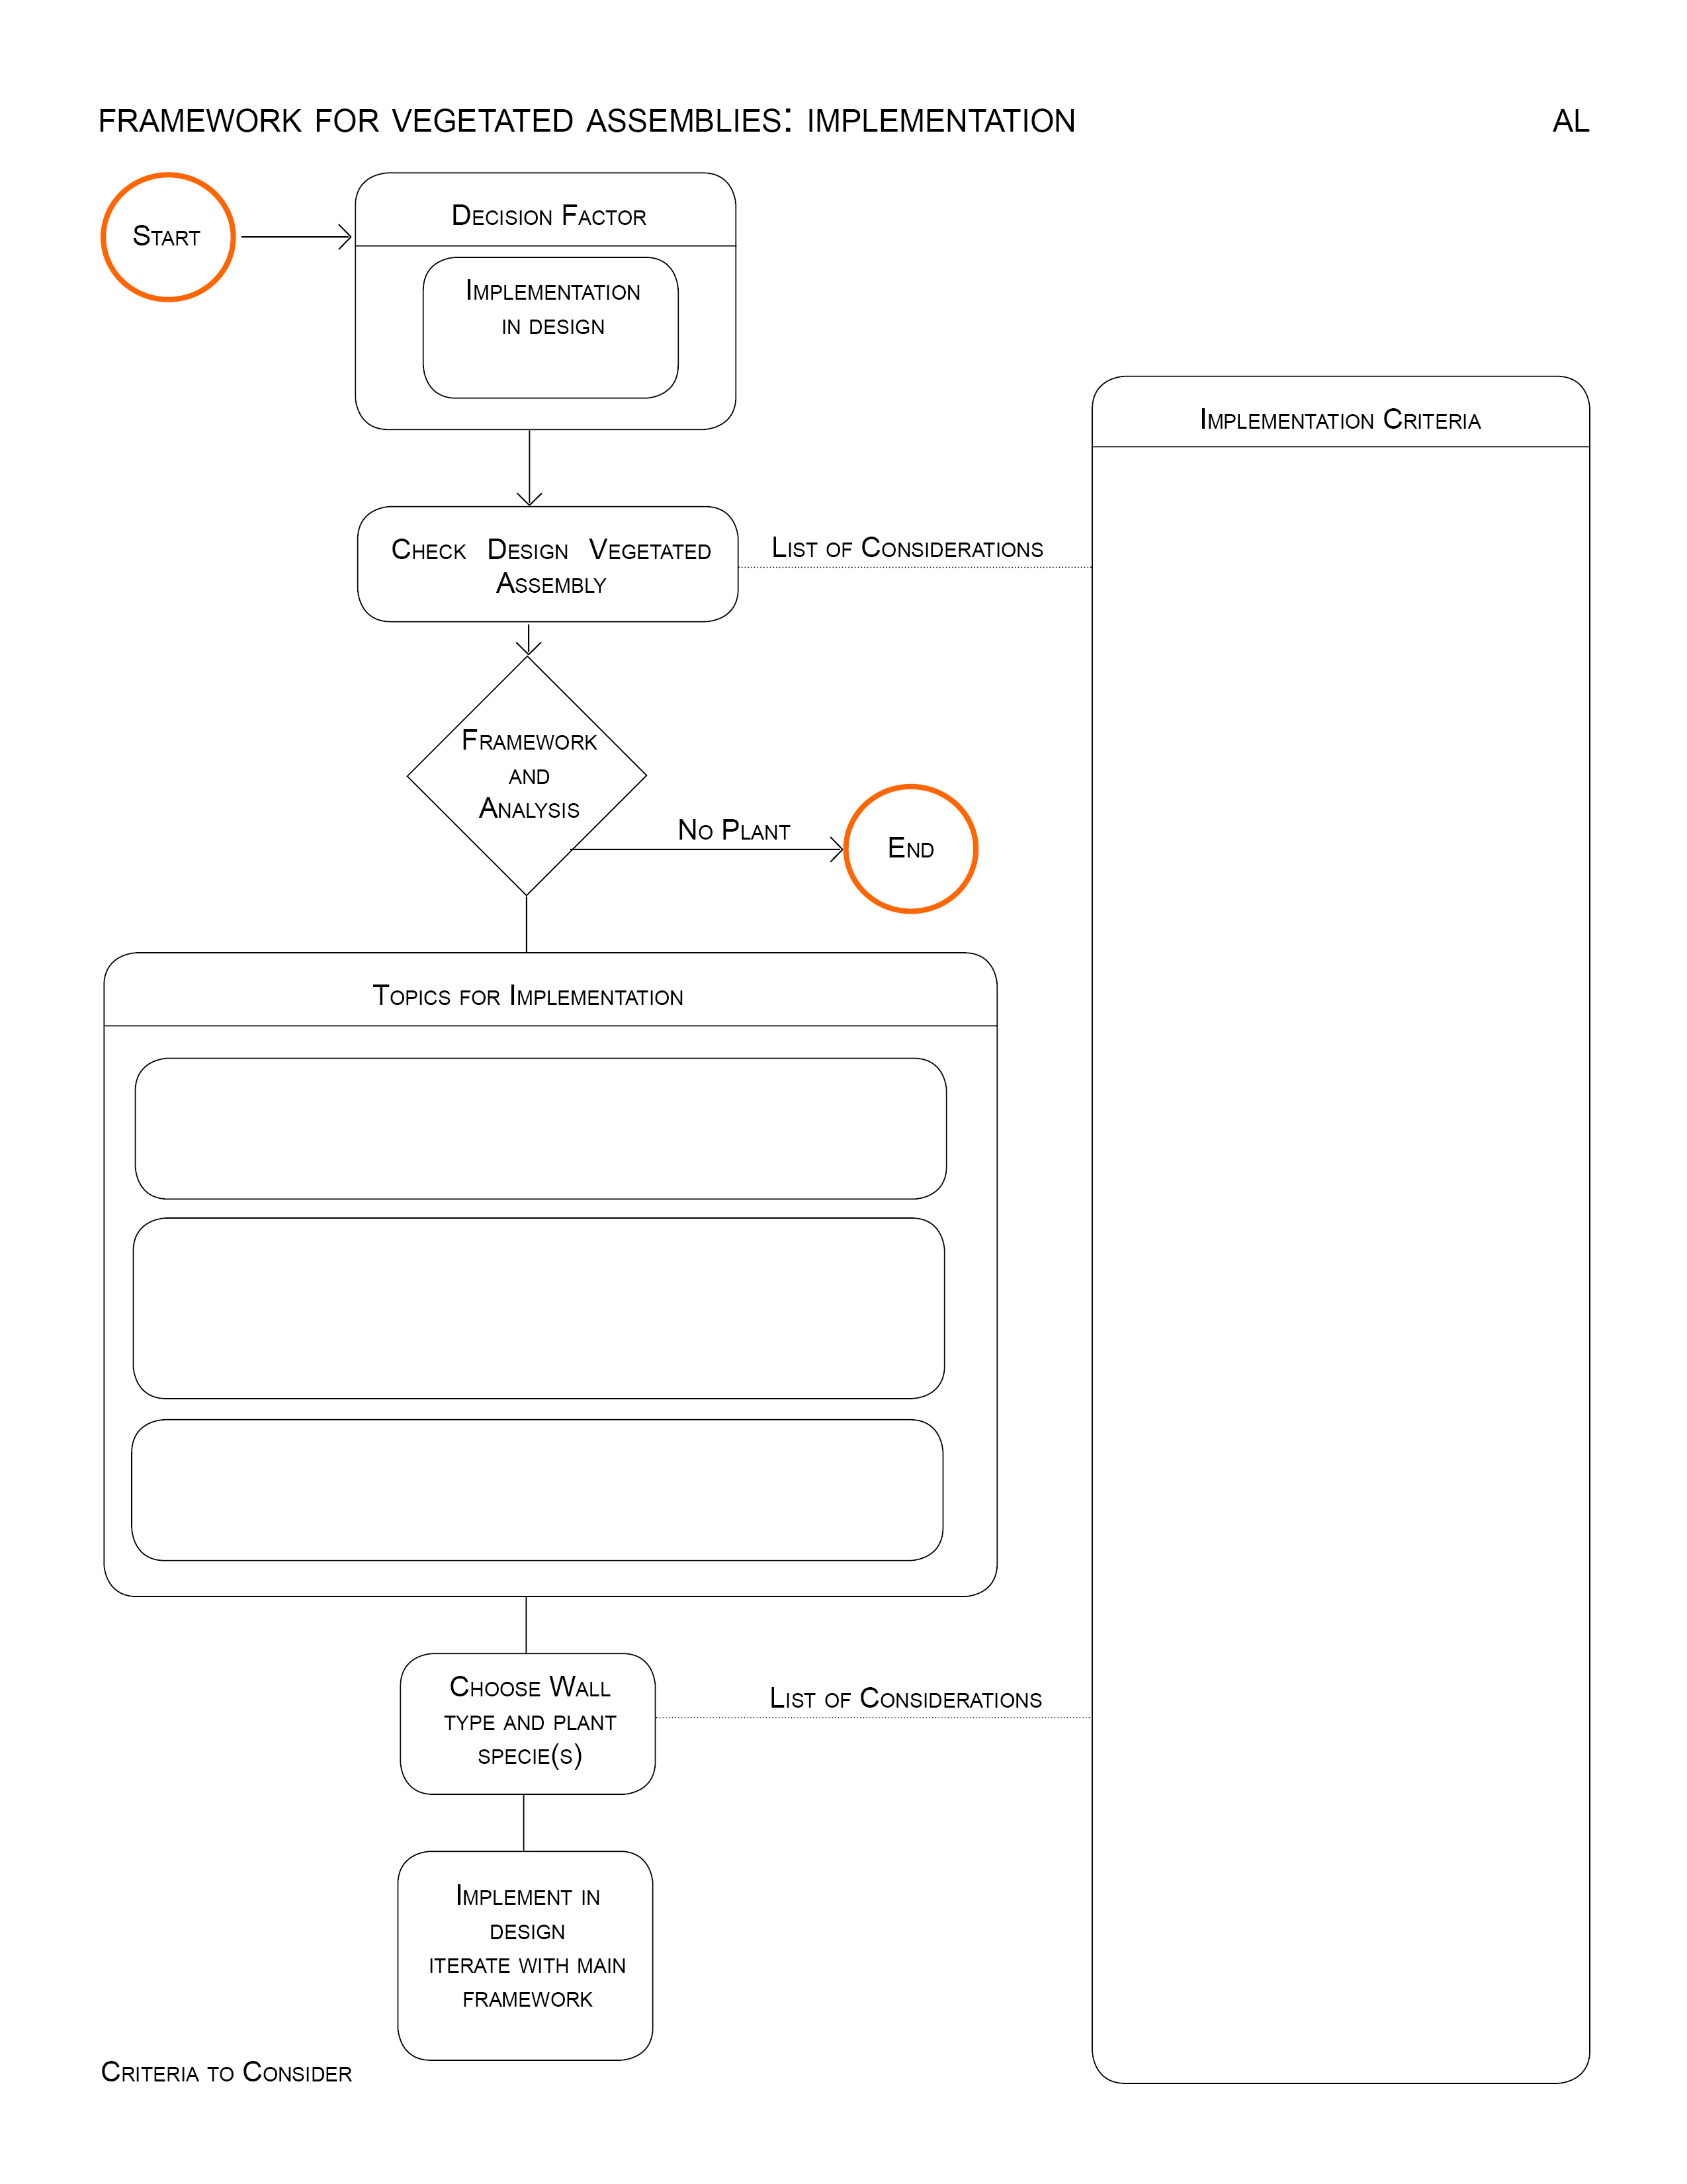 FRAMEWORK FOR VEGETATED ASSEMBLIES: IMPLEMENTATION AL
START
DECISION FACTOR
IMPLEMENTATION
IN DESIGN
IMPLEMENTATION CRITERIA
CHECK DESIGN VEGETATED
ASSEMBLY
LIST OF CONSIDERATIONS
FRAMEWORK
AND
ANALYSIS
NO PLANT
END
TOPICS FOR IMPLEMENTATION
CHOOSE WALL
TYPE AND PLANT
SPECIE(S)
LIST OF CONSIDERATIONS
IMPLEMENT IN
DESIGN
ITERATE WITH MAIN
FRAMEWORK
CRITERIA TO CONSIDER